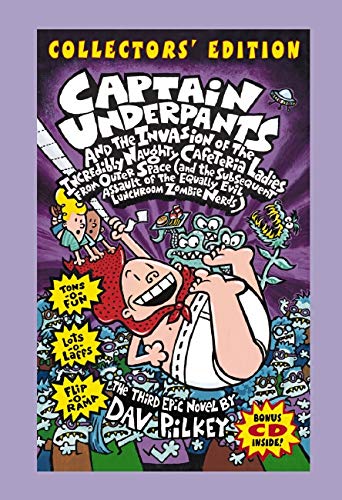 COLLECTORS' EDITION
CAPTAIN
UNDERPANTS
AND THE INVASION OF THE
INCREDIBLY NAUGHTY CAFETERIA LADIES
FROM OUTER SPACE (and the SUBSEQUENT
ASSAULT OF THE EQUALLY EVIL
LUNCHROOM ZOMBIE NERDS)
TONS
-OF-
FUN
LOTS
-O-
LAFFS
FLIP
-O-
RAMA
THE THIRD EPIC NOVEL BY
DAV PILKEY
BONUS
CD
INSIDE!